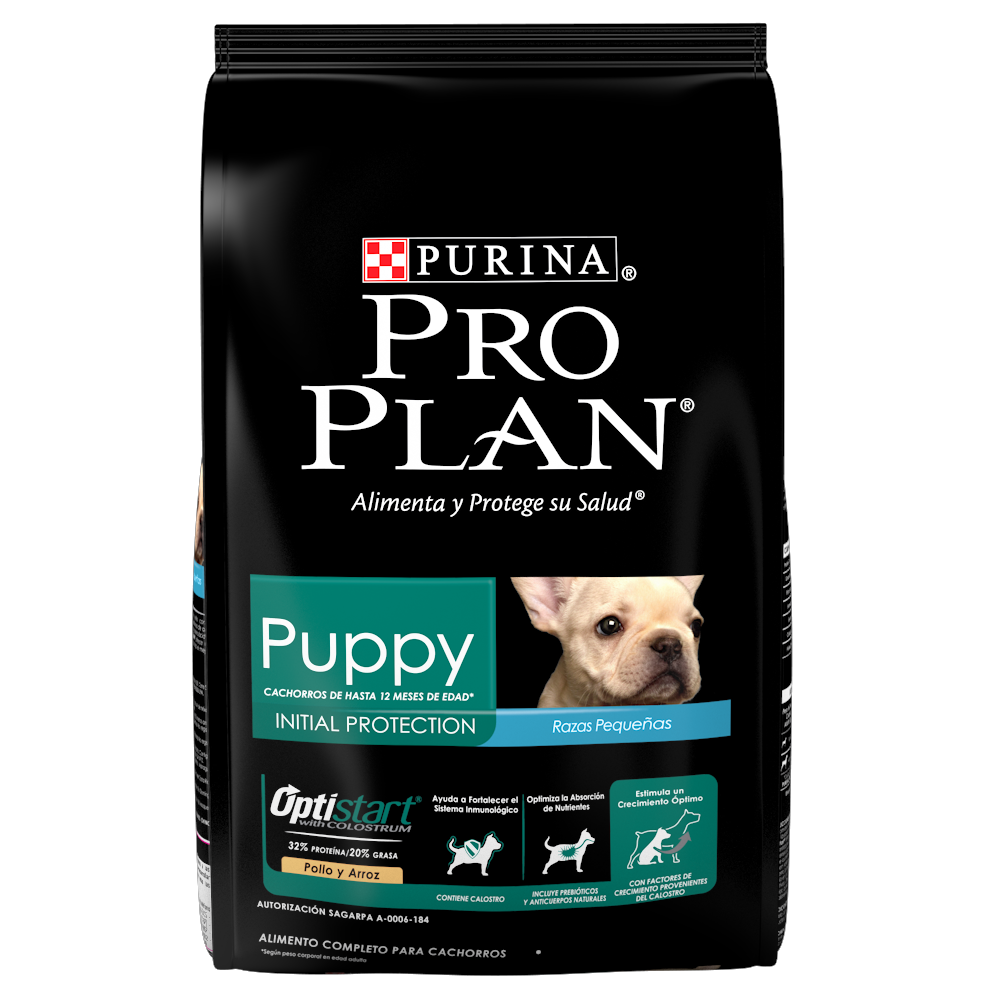 PURINA®
PRO
PLAN®
Alimenta y Protege su Salud®
Puppy
CACHORROS DE HASTA 12 MESES DE EDAD*
INITIAL PROTECTION
Razas Pequeñas
Optistart®
with COLOSTRUM
32% PROTEÍNA/20% GRASA
Pollo y Arroz
Ayuda a Fortalecer el
Sistema Inmunológico
CONTIENE CALOSTRO
Optimiza la Absorción
de Nutrientes
INCLUYE PREBIÓTICOS
Y ANTICUERPOS NATURALES
Estimula un
Crecimiento Óptimo
CON FACTORES DE
CRECIMIENTO PROVENIENTES
DEL CALOSTRO
AUTORIZACIÓN SAGARPA A-0006-184
ALIMENTO COMPLETO PARA CACHORROS
*Según peso corporal en edad adulta